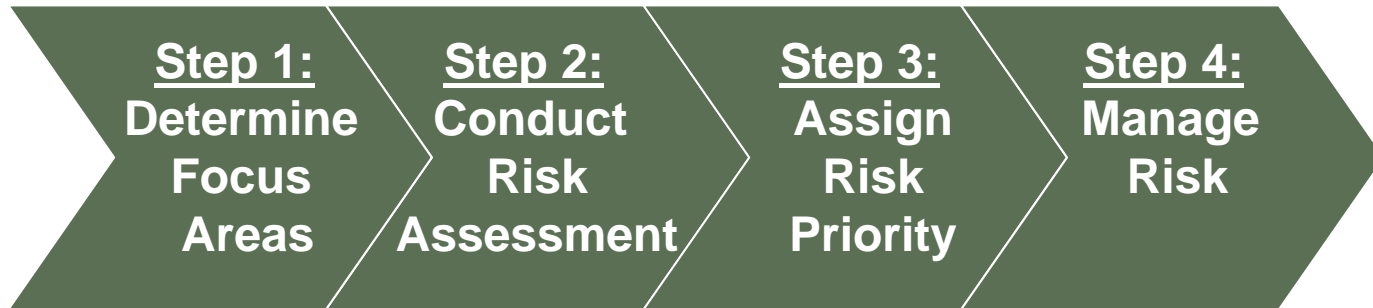 Step 1:
Determine
Focus
Areas
Step 2:
Conduct
Risk
Assessment
Step 3:
Assign
Risk
Priority
Step 4:
Manage
Risk